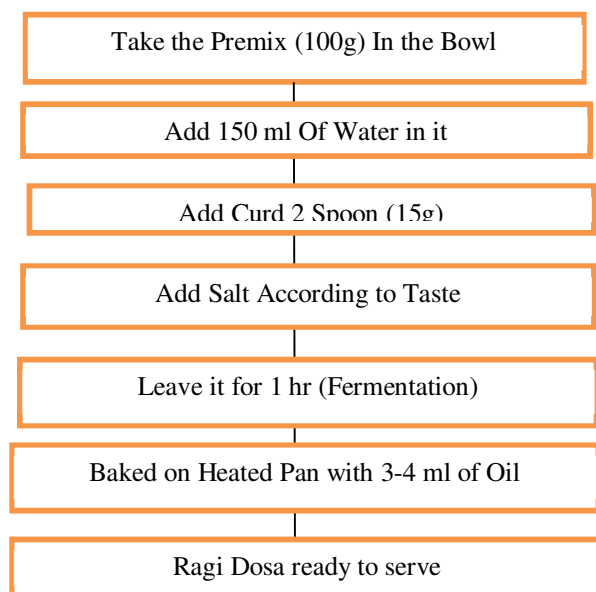 Take the Premix (100g) In the Bowl
Add 150 ml Of Water in it
Add Curd 2 Spoon (15g)
Add Salt According to Taste
Leave it for 1 hr (Fermentation)
Baked on Heated Pan with 3-4 ml of Oil
Ragi Dosa ready to serve